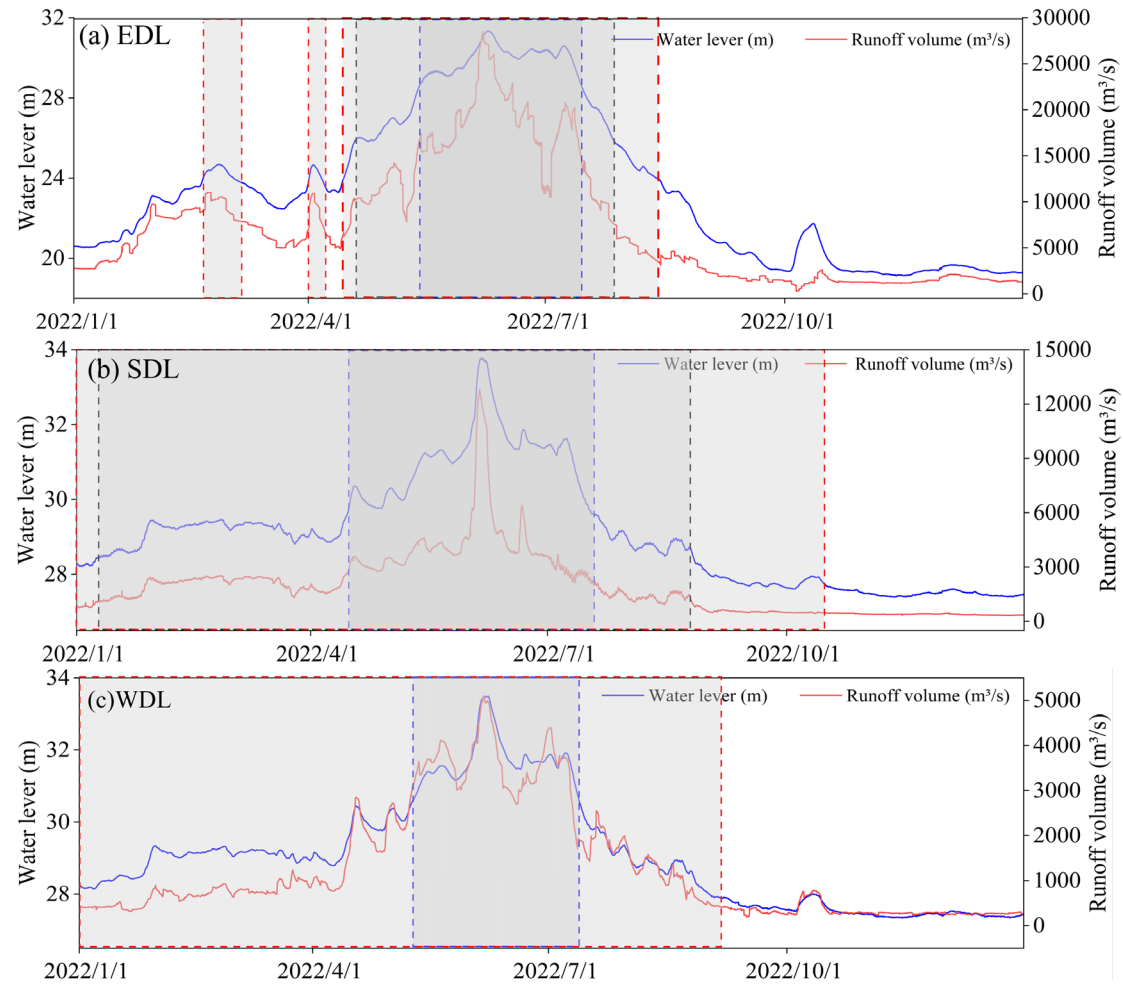 (a) EDL
Water lever (m)
Runoff volume (m³/s)
Water lever (m)
32
28
24
20
Runoff volume (m³/s)
30000
25000
20000
15000
10000
5000
0
2022/1/1
2022/4/1
2022/7/1
2022/10/1
(b) SDL
Water lever (m)
Runoff volume (m³/s)
Water lever (m)
34
32
30
28
Runoff volume (m³/s)
15000
12000
9000
6000
3000
0
2022/1/1
2022/4/1
2022/7/1
2022/10/1
(c)WDL
Water lever (m)
Runoff volume (m³/s)
Water lever (m)
34
32
30
28
Runoff volume (m³/s)
5000
4000
3000
2000
1000
0
2022/1/1
2022/4/1
2022/7/1
2022/10/1